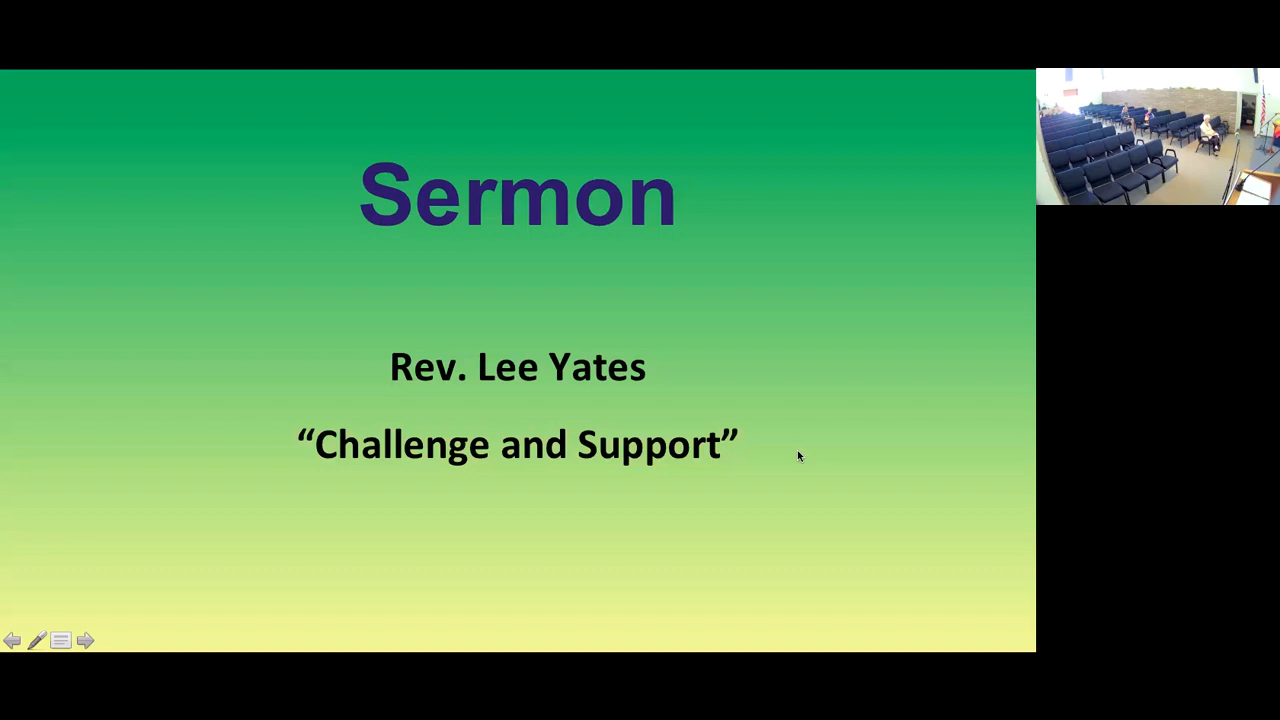 Sermon
Rev. Lee Yates
“Challenge and Support”